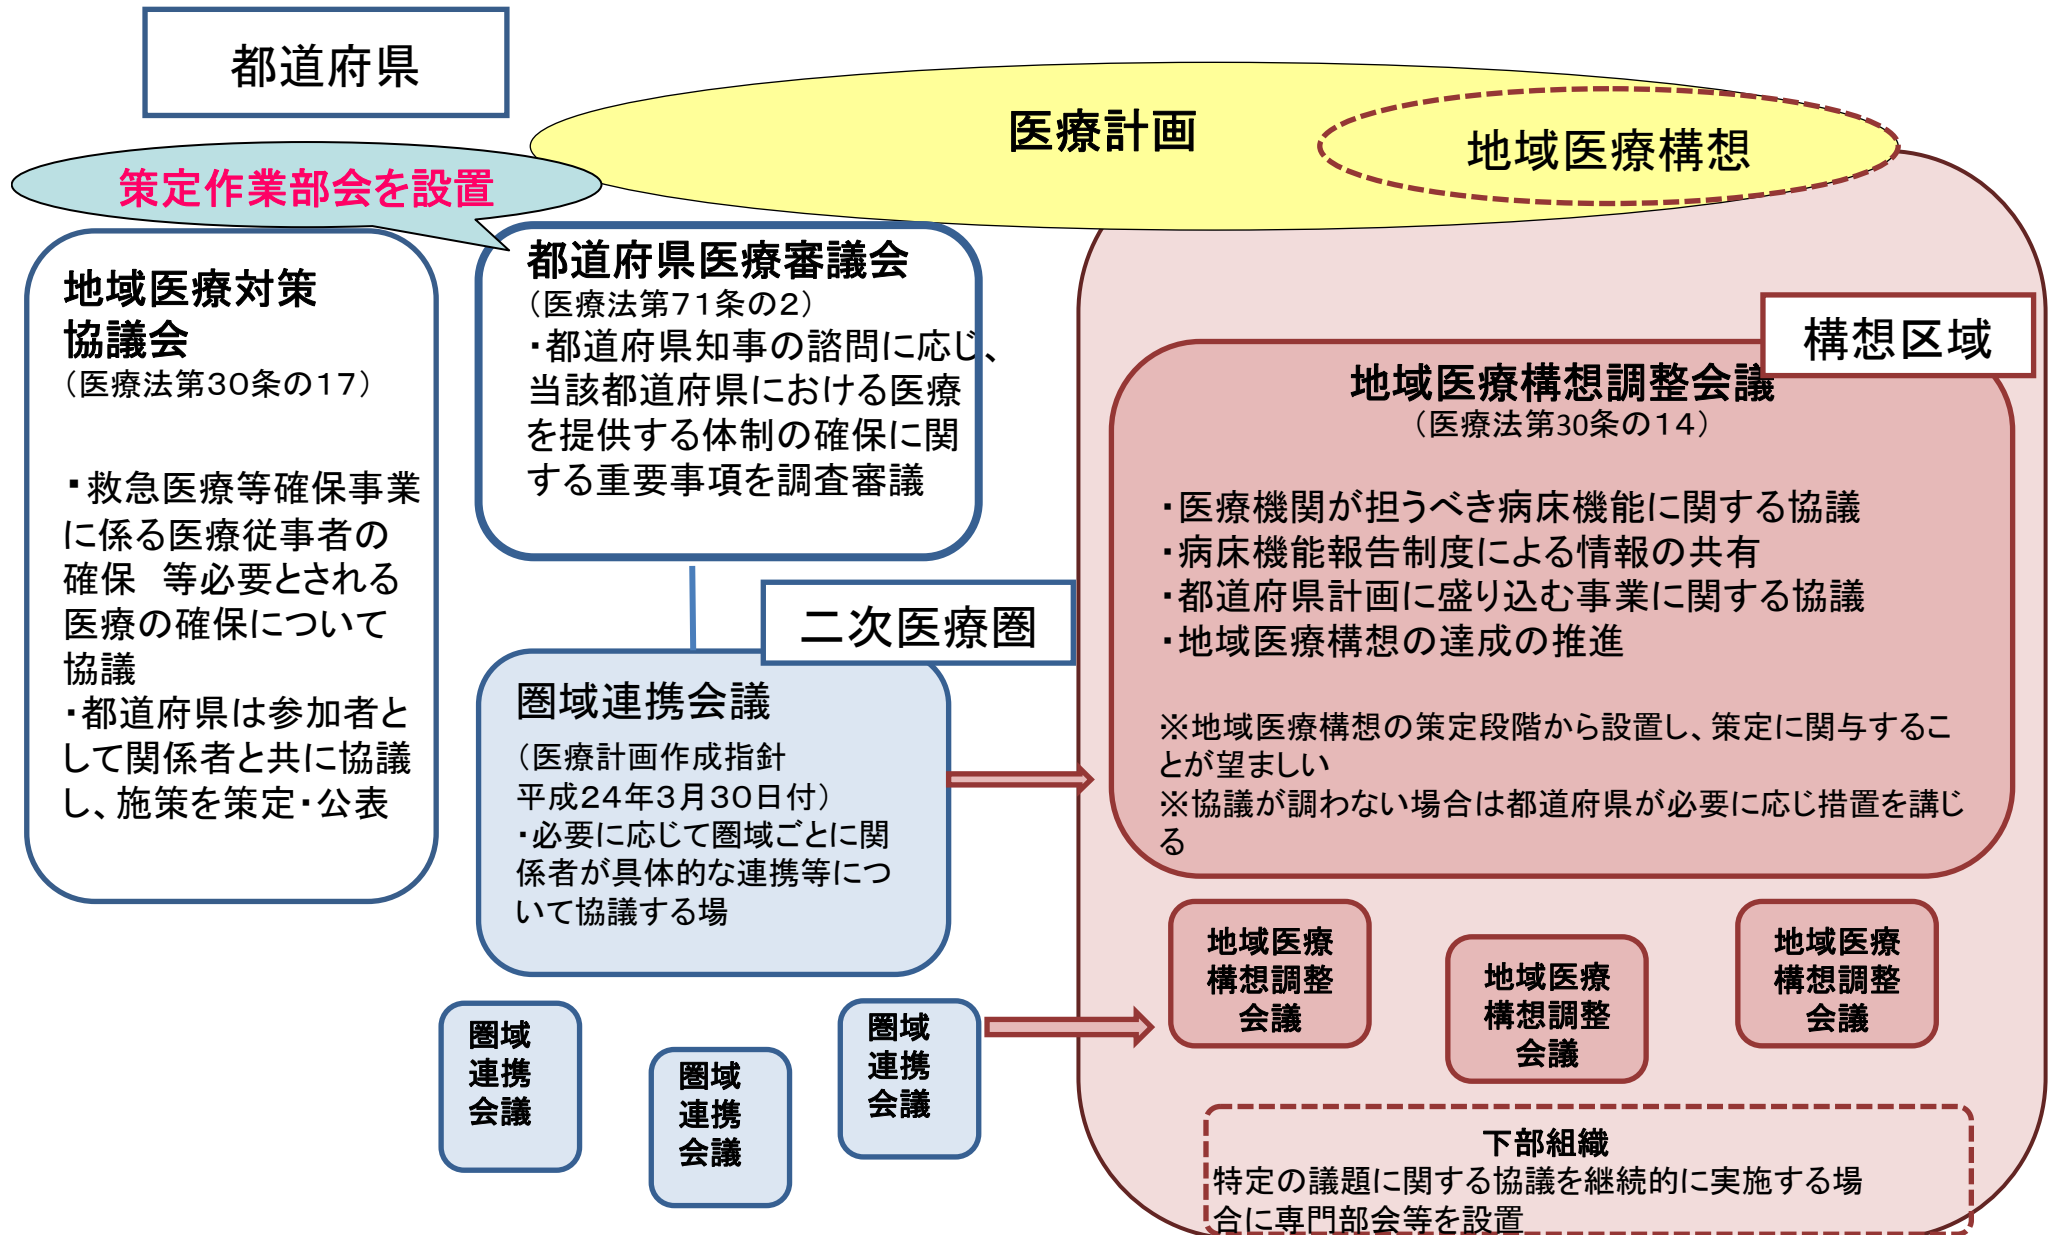 都道府県
医療計画
地域医療構想
策定作業部会を設置
地域医療対策
協議会
（医療法第30条の17）
・救急医療等確保事業
に係る医療従事者の
確保　等必要とされる
医療の確保について
協議
・都道府県は参加者と
して関係者と共に協議
し、施策を策定・公表
都道府県医療審議会
（医療法第71条の2）
・都道府県知事の諮問に応じ、
当該都道府県における医療
を提供する体制の確保に関
する重要事項を調査審議
二次医療圏
圏域連携会議
（医療計画作成指針
平成24年3月30日付）
・必要に応じて圏域ごとに関
係者が具体的な連携等につ
いて協議する場
圏域
連携
会議
圏域
連携
会議
圏域
連携
会議
構想区域
地域医療構想調整会議
（医療法第30条の14）
・医療機関が担うべき病床機能に関する協議
・病床機能報告制度による情報の共有
・都道府県計画に盛り込む事業に関する協議
・地域医療構想の達成の推進
※地域医療構想の策定段階から設置し、策定に関与するこ
とが望ましい
※協議が調わない場合は都道府県が必要に応じ措置を講じ
る
地域医療
構想調整
会議
地域医療
構想調整
会議
地域医療
構想調整
会議
下部組織
特定の議題に関する協議を継続的に実施する場
合に専門部会等を設置